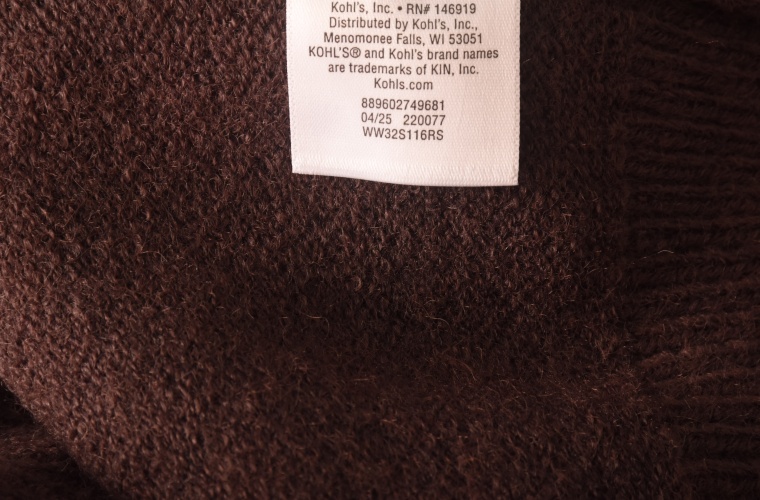 Kohl's, Inc. • RN# 146919
Distributed by Kohl's, Inc.,
Menomonee Falls, WI 53051
KOHL'S® and Kohl's brand names
are trademarks of KIN, Inc.
Kohls.com
889602749681
04/25 220077
WW32S116RS